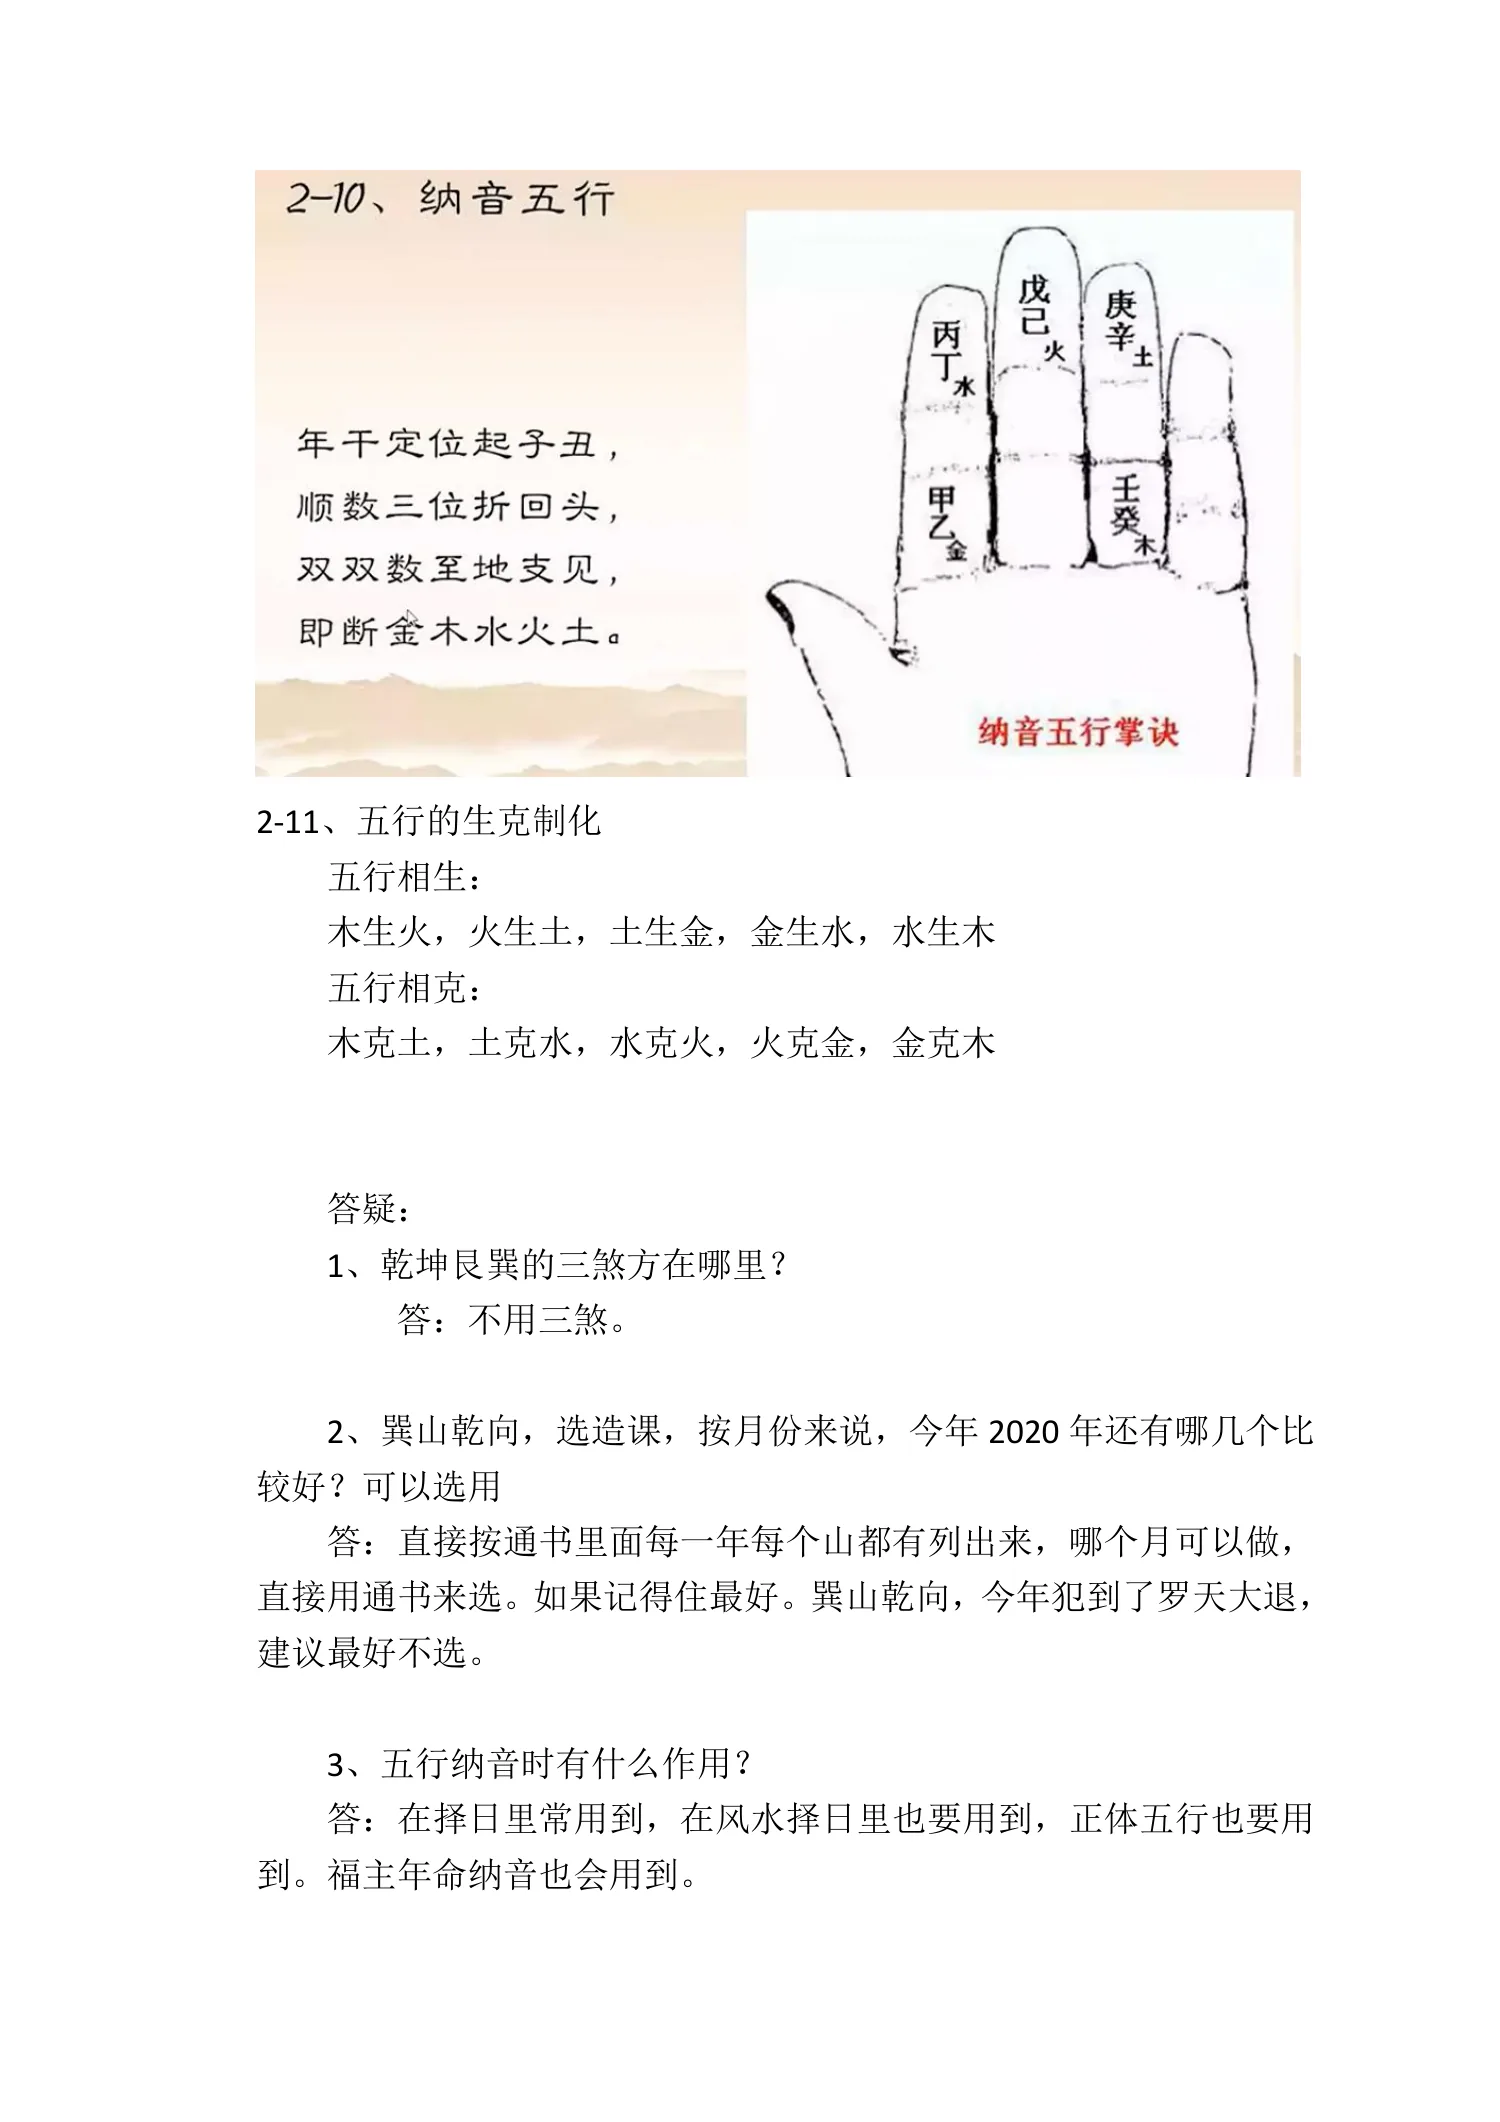 2-10、纳音五行
年干定位起子丑，
顺数三位折回头，
双双数至地支见，
即断金木水火土。
丙
丁
水
戊
己
火
庚
辛
土
甲
乙
金
壬
癸
木
纳音五行掌诀
2-11、五行的生克制化
五行相生：
木生火，火生土，土生金，金生水，水生木
五行相克：
木克土，土克水，水克火，火克金，金克木
答疑：
1、乾坤艮巽的三煞方在哪里？
答：不用三煞。
2、巽山乾向，选造课，按月份来说，今年 2020 年还有哪几个比
较好？可以选用
答：直接按通书里面每一年每个山都有列出来，哪个月可以做，
直接用通书来选。如果记得住最好。巽山乾向，今年犯到了罗天大退，
建议最好不选。
3、五行纳音时有什么作用？
答：在择日里常用到，在风水择日里也要用到，正体五行也要用
到。福主年命纳音也会用到。